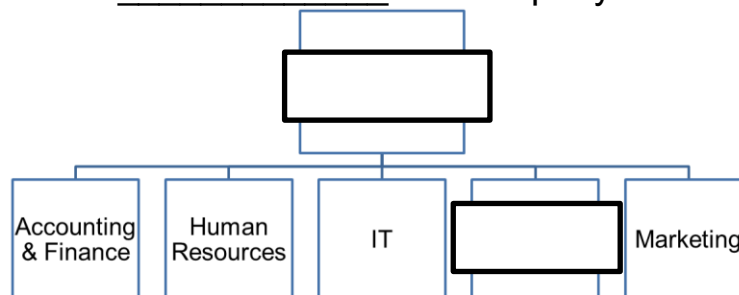 Accounting
& Finance
Human
Resources
IT
Marketing